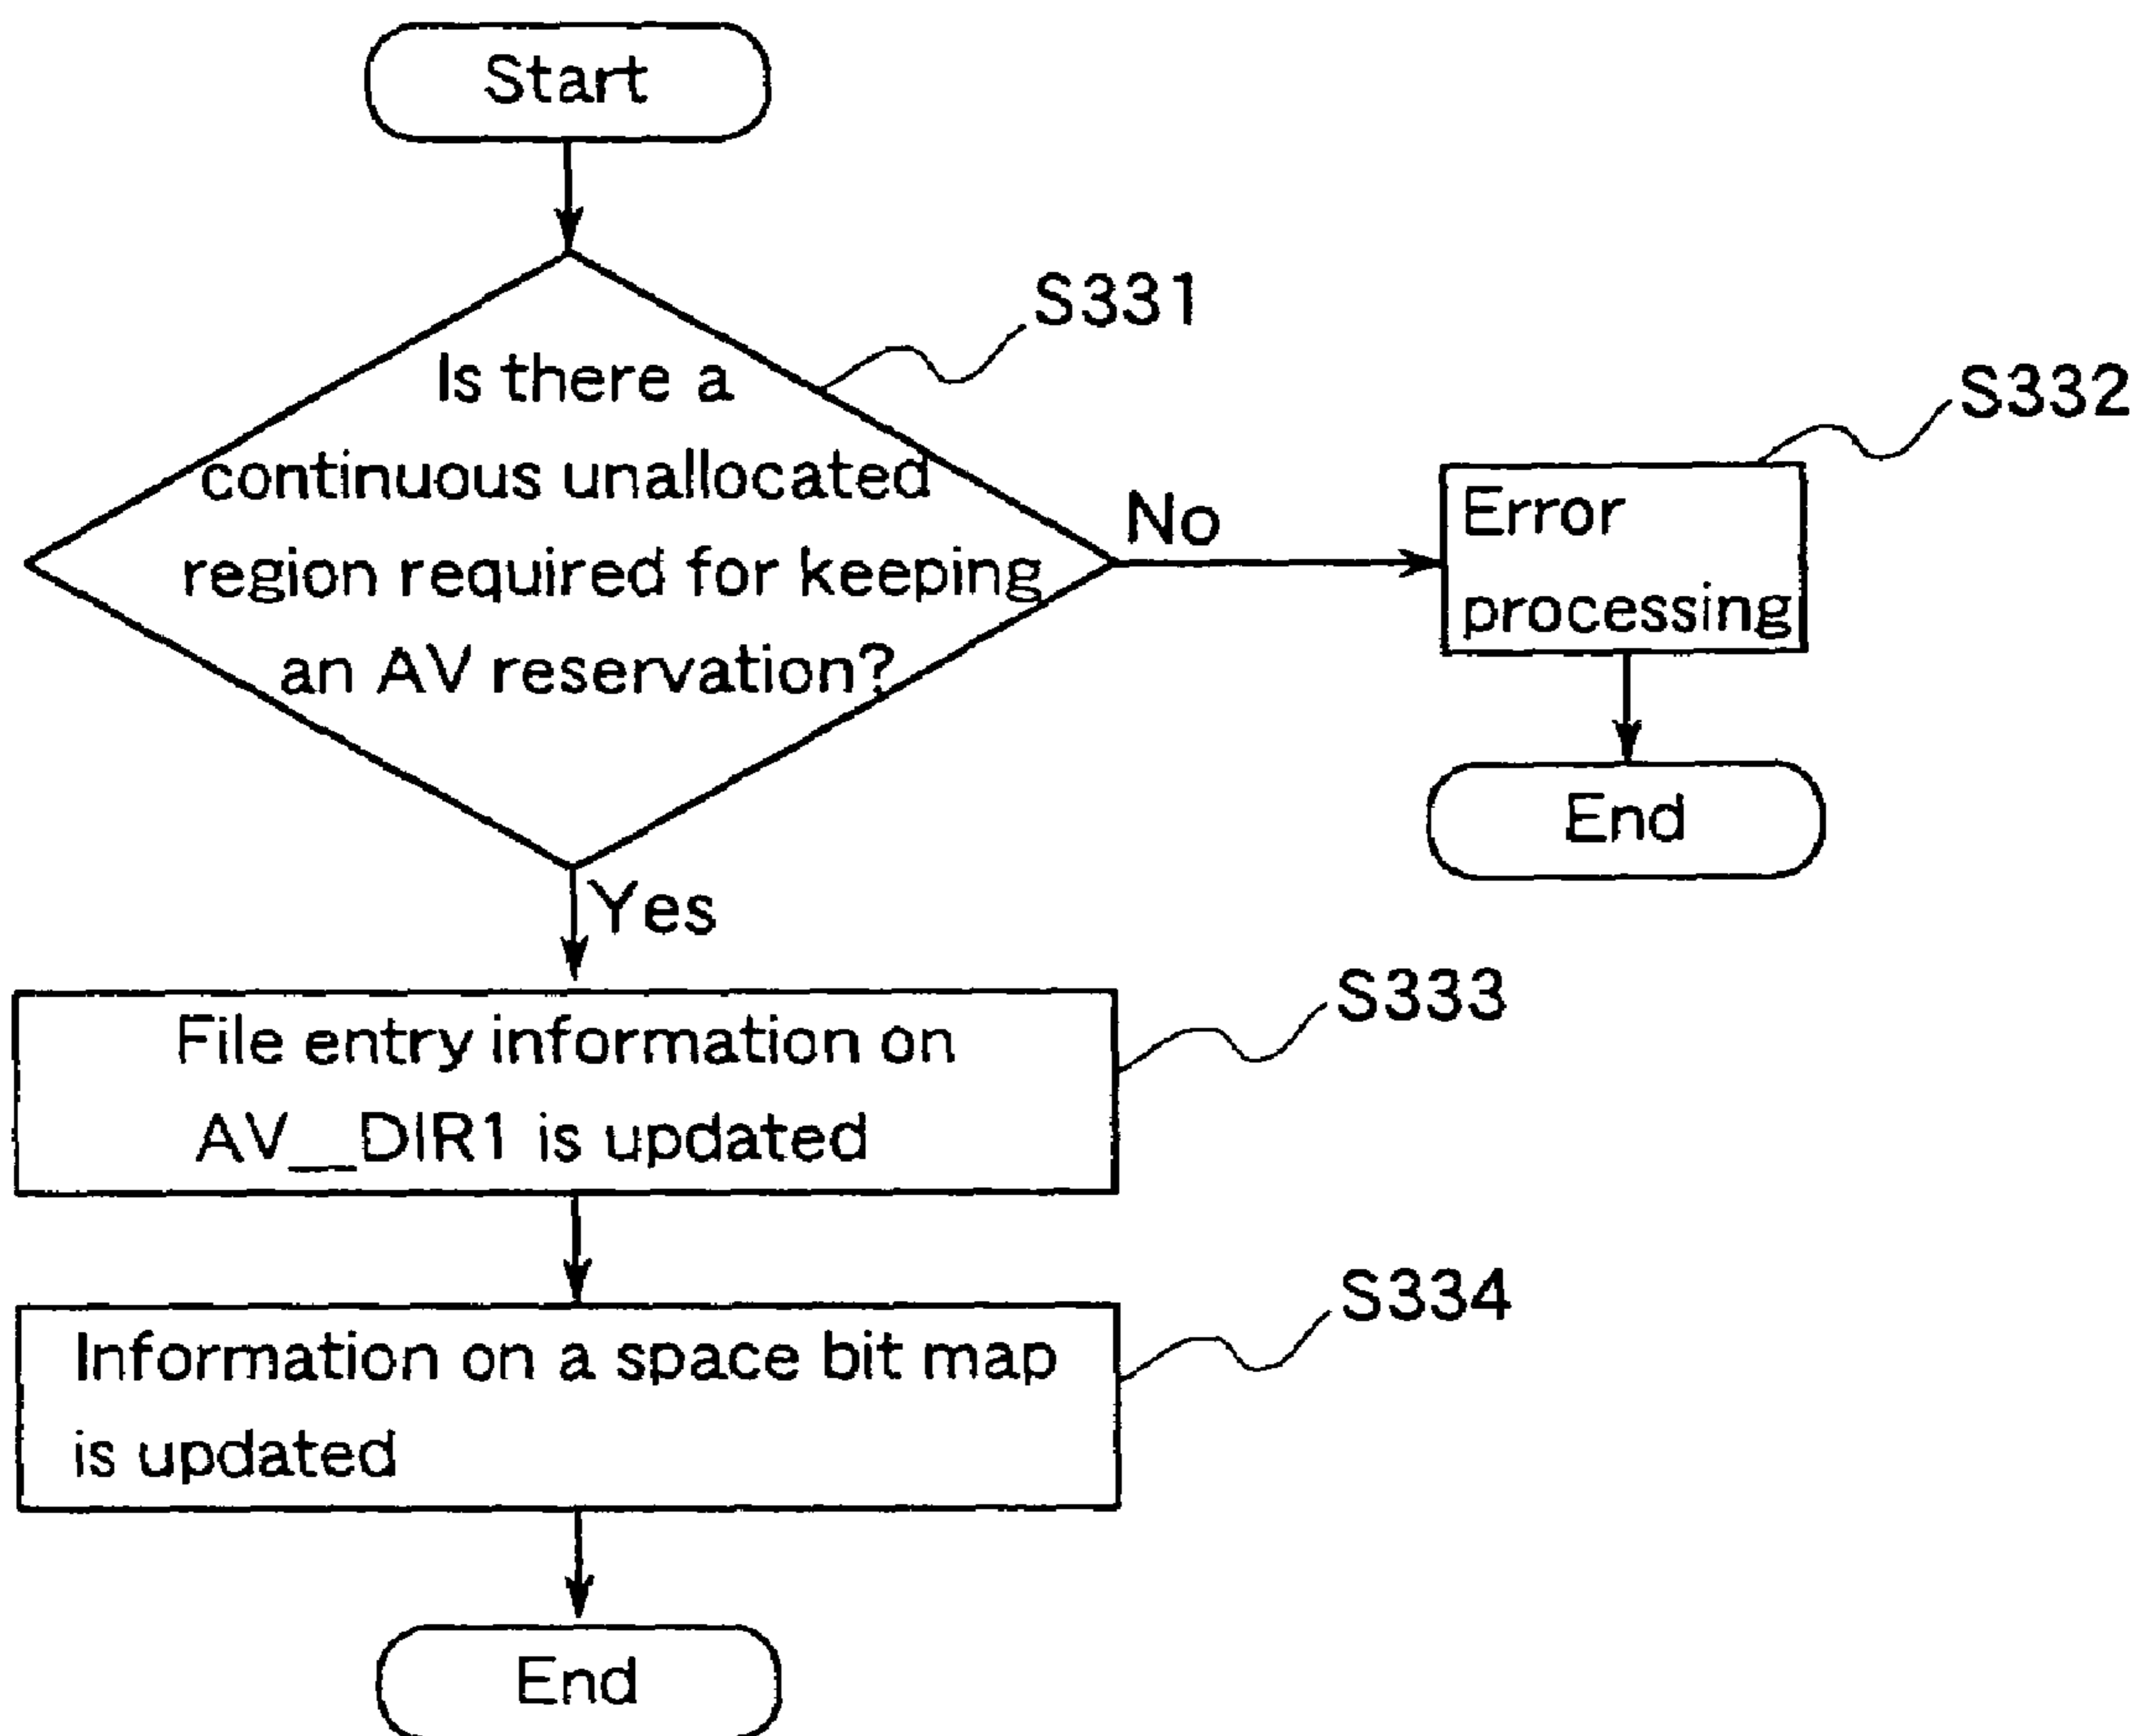 Start
S331
Is there a
continuous unallocated
region required for keeping
an AV reservation?
No
S332
Error
processing
End
Yes
S333
File entry information on
AV__DIR1 is updated
S334
Information on a space bit map
is updated
End